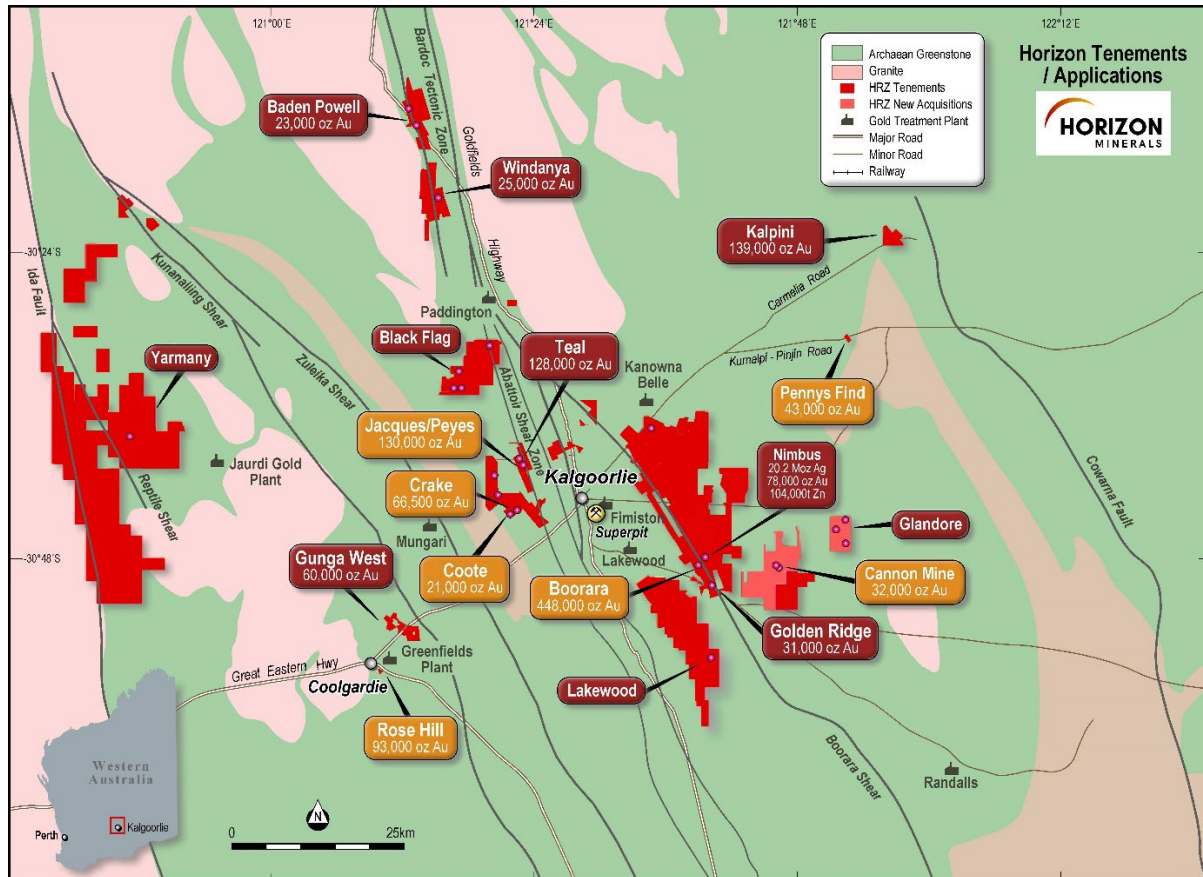 121°00´E
121°24´E
121°48´E
122°12´E
Horizon Tenements
/ Applications
HORIZON
MINERALS
Archaean Greenstone
Granite
HRZ Tenements
HRZ New Acquisitions
Gold Treatment Plant
Major Road
Minor Road
Railway
Baden Powell
23,000 oz Au
Bardoc Tectonic Zone
Goldfields
Highway
Windanya
25,000 oz Au
Kalpini
139,000 oz Au
Carmelia Road
-30°24´S
Ida Fault
Kunanalling Shear
Zuleika Shear
Paddington
Black Flag
Teal
128,000 oz Au
Abattoir Shear Zone
Kanowna
Belle
Kurnalpi - Pinjin Road
Pennys Find
43,000 oz Au
Cowarna Fault
Yarmany
Jacques/Peyes
130,000 oz Au
Nimbus
20.2 Moz Ag
78,000 oz Au
104,000t Zn
Jaurdi Gold
Plant
Reptile Shear
Crake
66,500 oz Au
Kalgoorlie
Fimiston
Superpit
Glandore
Mungari
Lakewood
-30°48´S
Gunga West
60,000 oz Au
Coote
21,000 oz Au
Boorara
448,000 oz Au
Cannon Mine
32,000 oz Au
Golden Ridge
31,000 oz Au
Greenfields
Plant
Great Eastern Hwy
Coolgardie
Lakewood
Rose Hill
93,000 oz Au
Boorara Shear
Randalls
Western
Australia
Perth
Kalgoorlie
N
0
25km